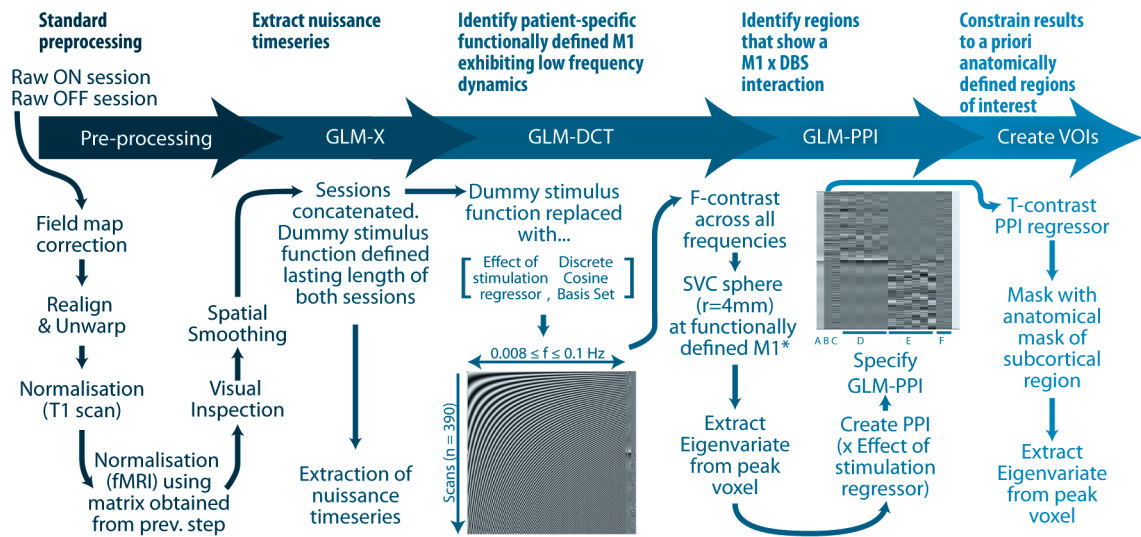 Standard
preprocessing
Extract nuissance
timeseries
Identify patient-specific
functionally defined M1
exhibiting low frequency
dynamics
Identify regions
that show a
M1 x DBS
interaction
Constrain results
to a priori
anatomically
defined regions
of interest
Raw ON session
Raw OFF session
Pre-processing
GLM-X
GLM-DCT
GLM-PPI
Create VOIs
Field map
correction
Realign
& Unwarp
Normalisation
(T1 scan)
Normalisation
(fMRI) using
matrix obtained
from prev. step
Visual
Inspection
Spatial
Smoothing
Sessions
concatenated.
Dummy stimulus
function defined
lasting length of
both sessions
Extraction of
nuissance
timeseries
Dummy stimulus
function replaced
with...
[ Effect of
stimulation
regressor ,
Discrete
Cosine
Basis Set ]
0.008 ≤ f ≤ 0.1 Hz
Scans (n = 390)
F-contrast
across all
frequencies
SVC sphere
(r=4mm)
at functionally
defined M1*
Extract
Eigenvariate
from peak
voxel
A B C D E F
Specify
GLM-PPI
Create PPI
(x Effect of
stimulation
regressor)
T-contrast
PPI regressor
Mask with
anatomical
mask of
subcortical
region
Extract
Eigenvariate
from peak
voxel